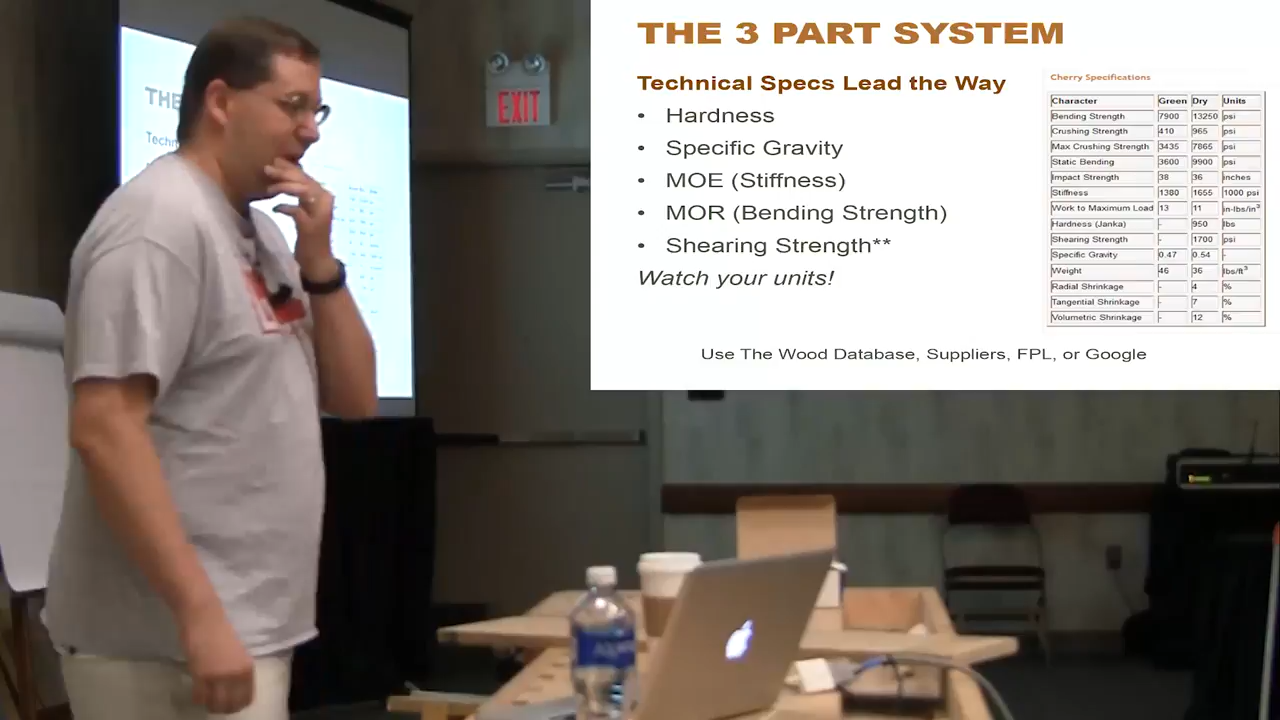 THE 3 PART SYSTEM
Technical Specs Lead the Way
• Hardness
• Specific Gravity
• MOE (Stiffness)
• MOR (Bending Strength)
• Shearing Strength**
Watch your units!
Cherry Specifications
Character Green Dry Units
Bending Strength 7900 13250 psi
Crushing Strength 410 965 psi
Max Crushing Strength 3435 7865 psi
Static Bending 3600 9900 psi
Impact Strength 38 36 inches
Stiffness 1380 1655 1000 psi
Work to Maximum Load 13 11 in-lbs/in³
Hardness (Janka) - 950 lbs
Shearing Strength - 1700 psi
Specific Gravity 0.47 0.54 -
Weight 46 36 lbs/ft³
Radial Shrinkage - 4 %
Tangential Shrinkage - 7 %
Volumetric Shrinkage - 12 %
Use The Wood Database, Suppliers, FPL, or Google
EXIT
THE
Techn